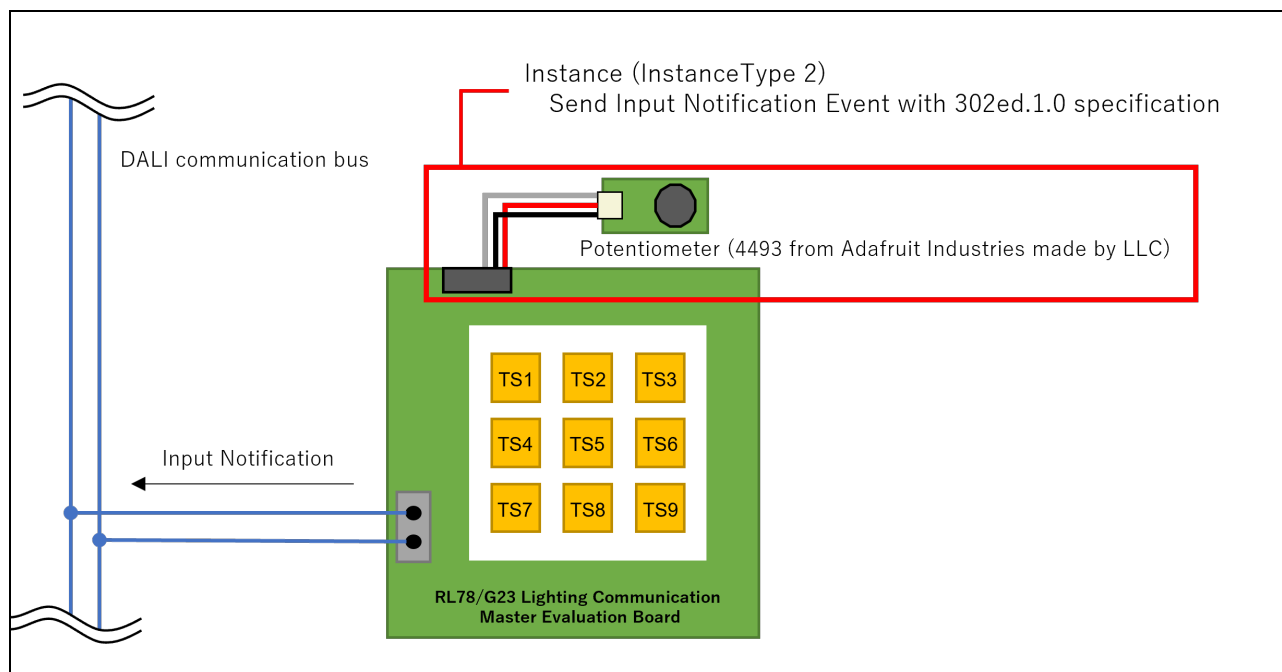 Instance (InstanceType 2)
Send Input Notification Event with 302ed.1.0 specification
DALI communication bus
Potentiometer (4493 from Adafruit Industries made by LLC)
TS1 TS2 TS3
TS4 TS5 TS6
Input Notification
TS7 TS8 TS9
RL78/G23 Lighting Communication
Master Evaluation Board